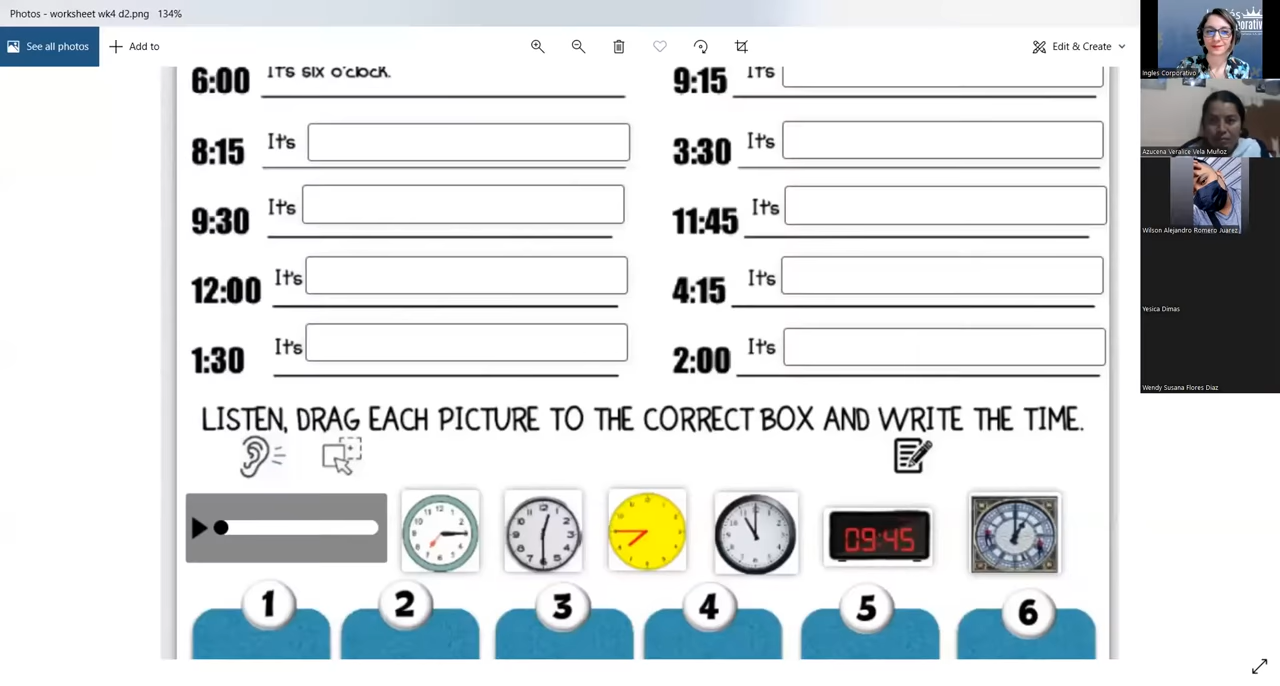 Photos - worksheet wk4 d2.png 134%
See all photos
Add to
Edit & Create
6:00 IT'S SIX O'CLOCK.
9:15 IT'S
8:15 It's
3:30 It's
9:30 It's
11:45 It's
12:00 It's
4:15 It's
1:30 It's
2:00 It's
LISTEN, DRAG EACH PICTURE TO THE CORRECT BOX AND WRITE THE TIME.
09:45
1 2 3 4 5 6
Ingles Corporativo
Azucena Veralice Vela Muñoz
Wilson Alejandro Romero Juarez
Yesica Dimas
Wendy Susana Flores Diaz